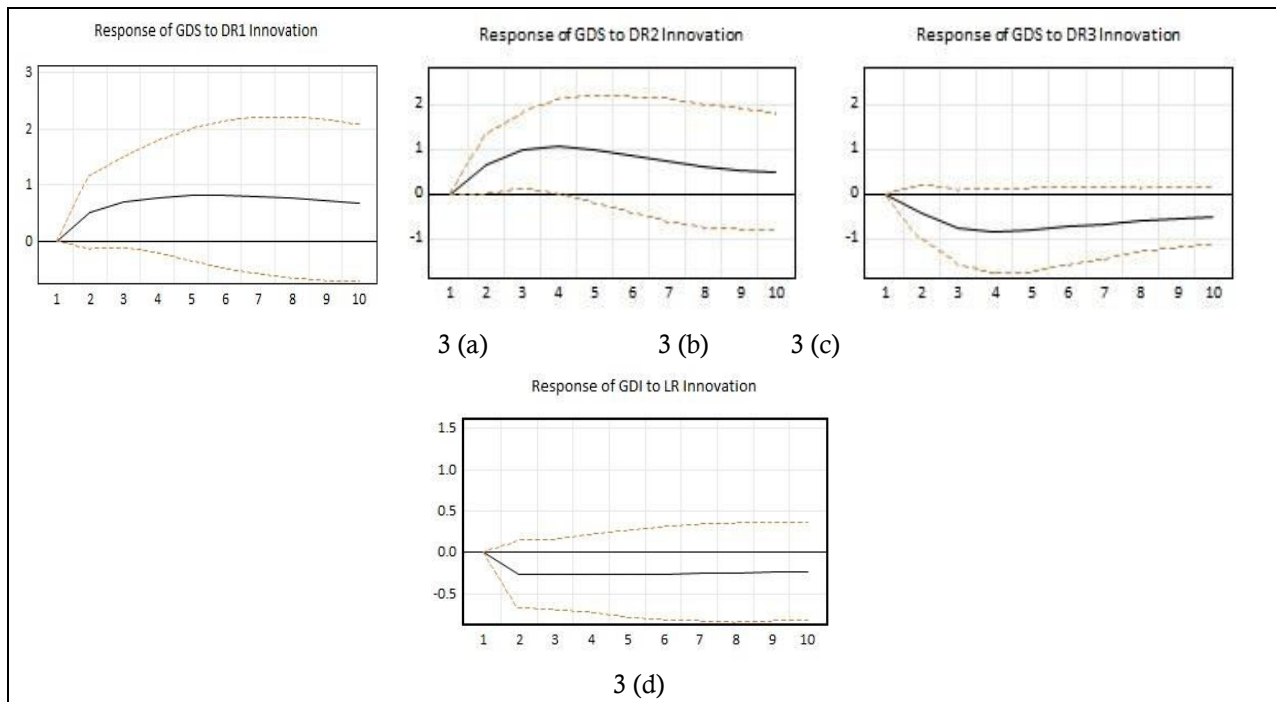 Response of GDS to DR1 Innovation
3
2
1
0
1 2 3 4 5 6 7 8 9 10
Response of GDS to DR2 Innovation
2
1
0
-1
1 2 3 4 5 6 7 8 9 10
Response of GDS to DR3 Innovation
2
1
0
-1
1 2 3 4 5 6 7 8 9 10
3 (a) 3 (b) 3 (c)
Response of GDI to LR Innovation
1.5
1.0
0.5
0.0
-0.5
1 2 3 4 5 6 7 8 9 10
3 (d)